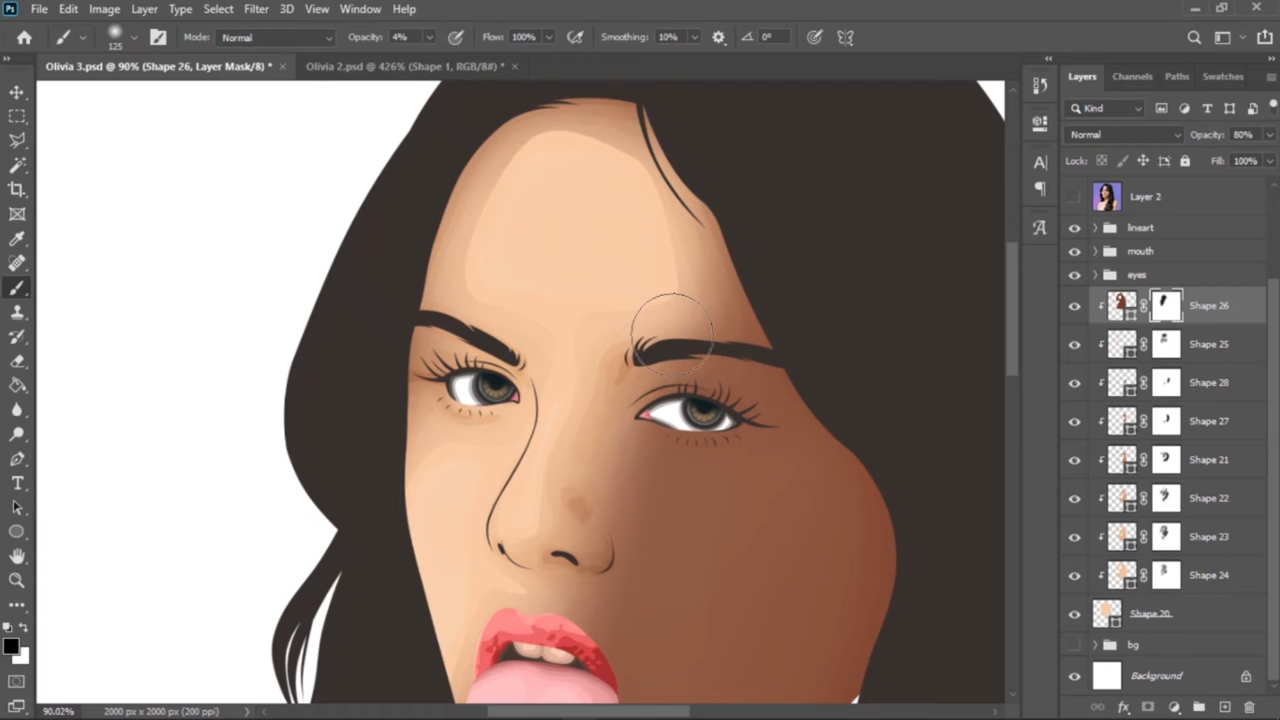 Ps File Edit Image Layer Type Select Filter 3D View Window Help
125 Mode: Normal Opacity: 4% Flow: 100% Smoothing: 10% 0°
Olivia 3.psd @ 90% (Shape 26, Layer Mask/8) * Olivia 2.psd @ 426% (Shape 1, RGB/8#) *
Layers Channels Paths Swatches
Kind
Normal Opacity: 80%
Lock: Fill: 100%
Layer 2
lineart
mouth
eyes
Shape 26
Shape 25
Shape 28
Shape 27
Shape 21
Shape 22
Shape 23
Shape 24
Shape 20
bg
Background
90.02% 2000 px x 2000 px (200 ppi)